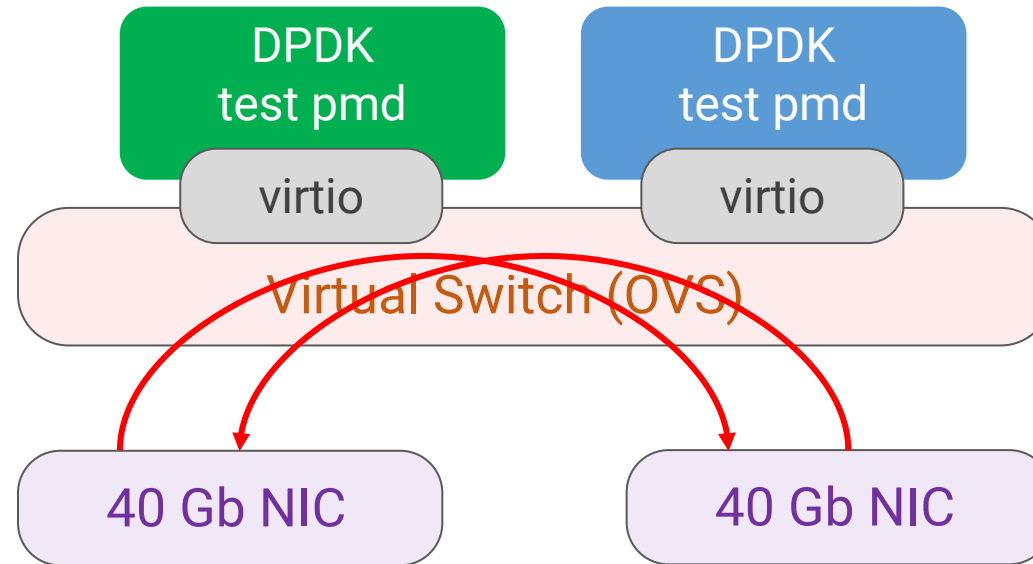 DPDK
test pmd
DPDK
test pmd
virtio
virtio
Virtual Switch (OVS)
40 Gb NIC
40 Gb NIC